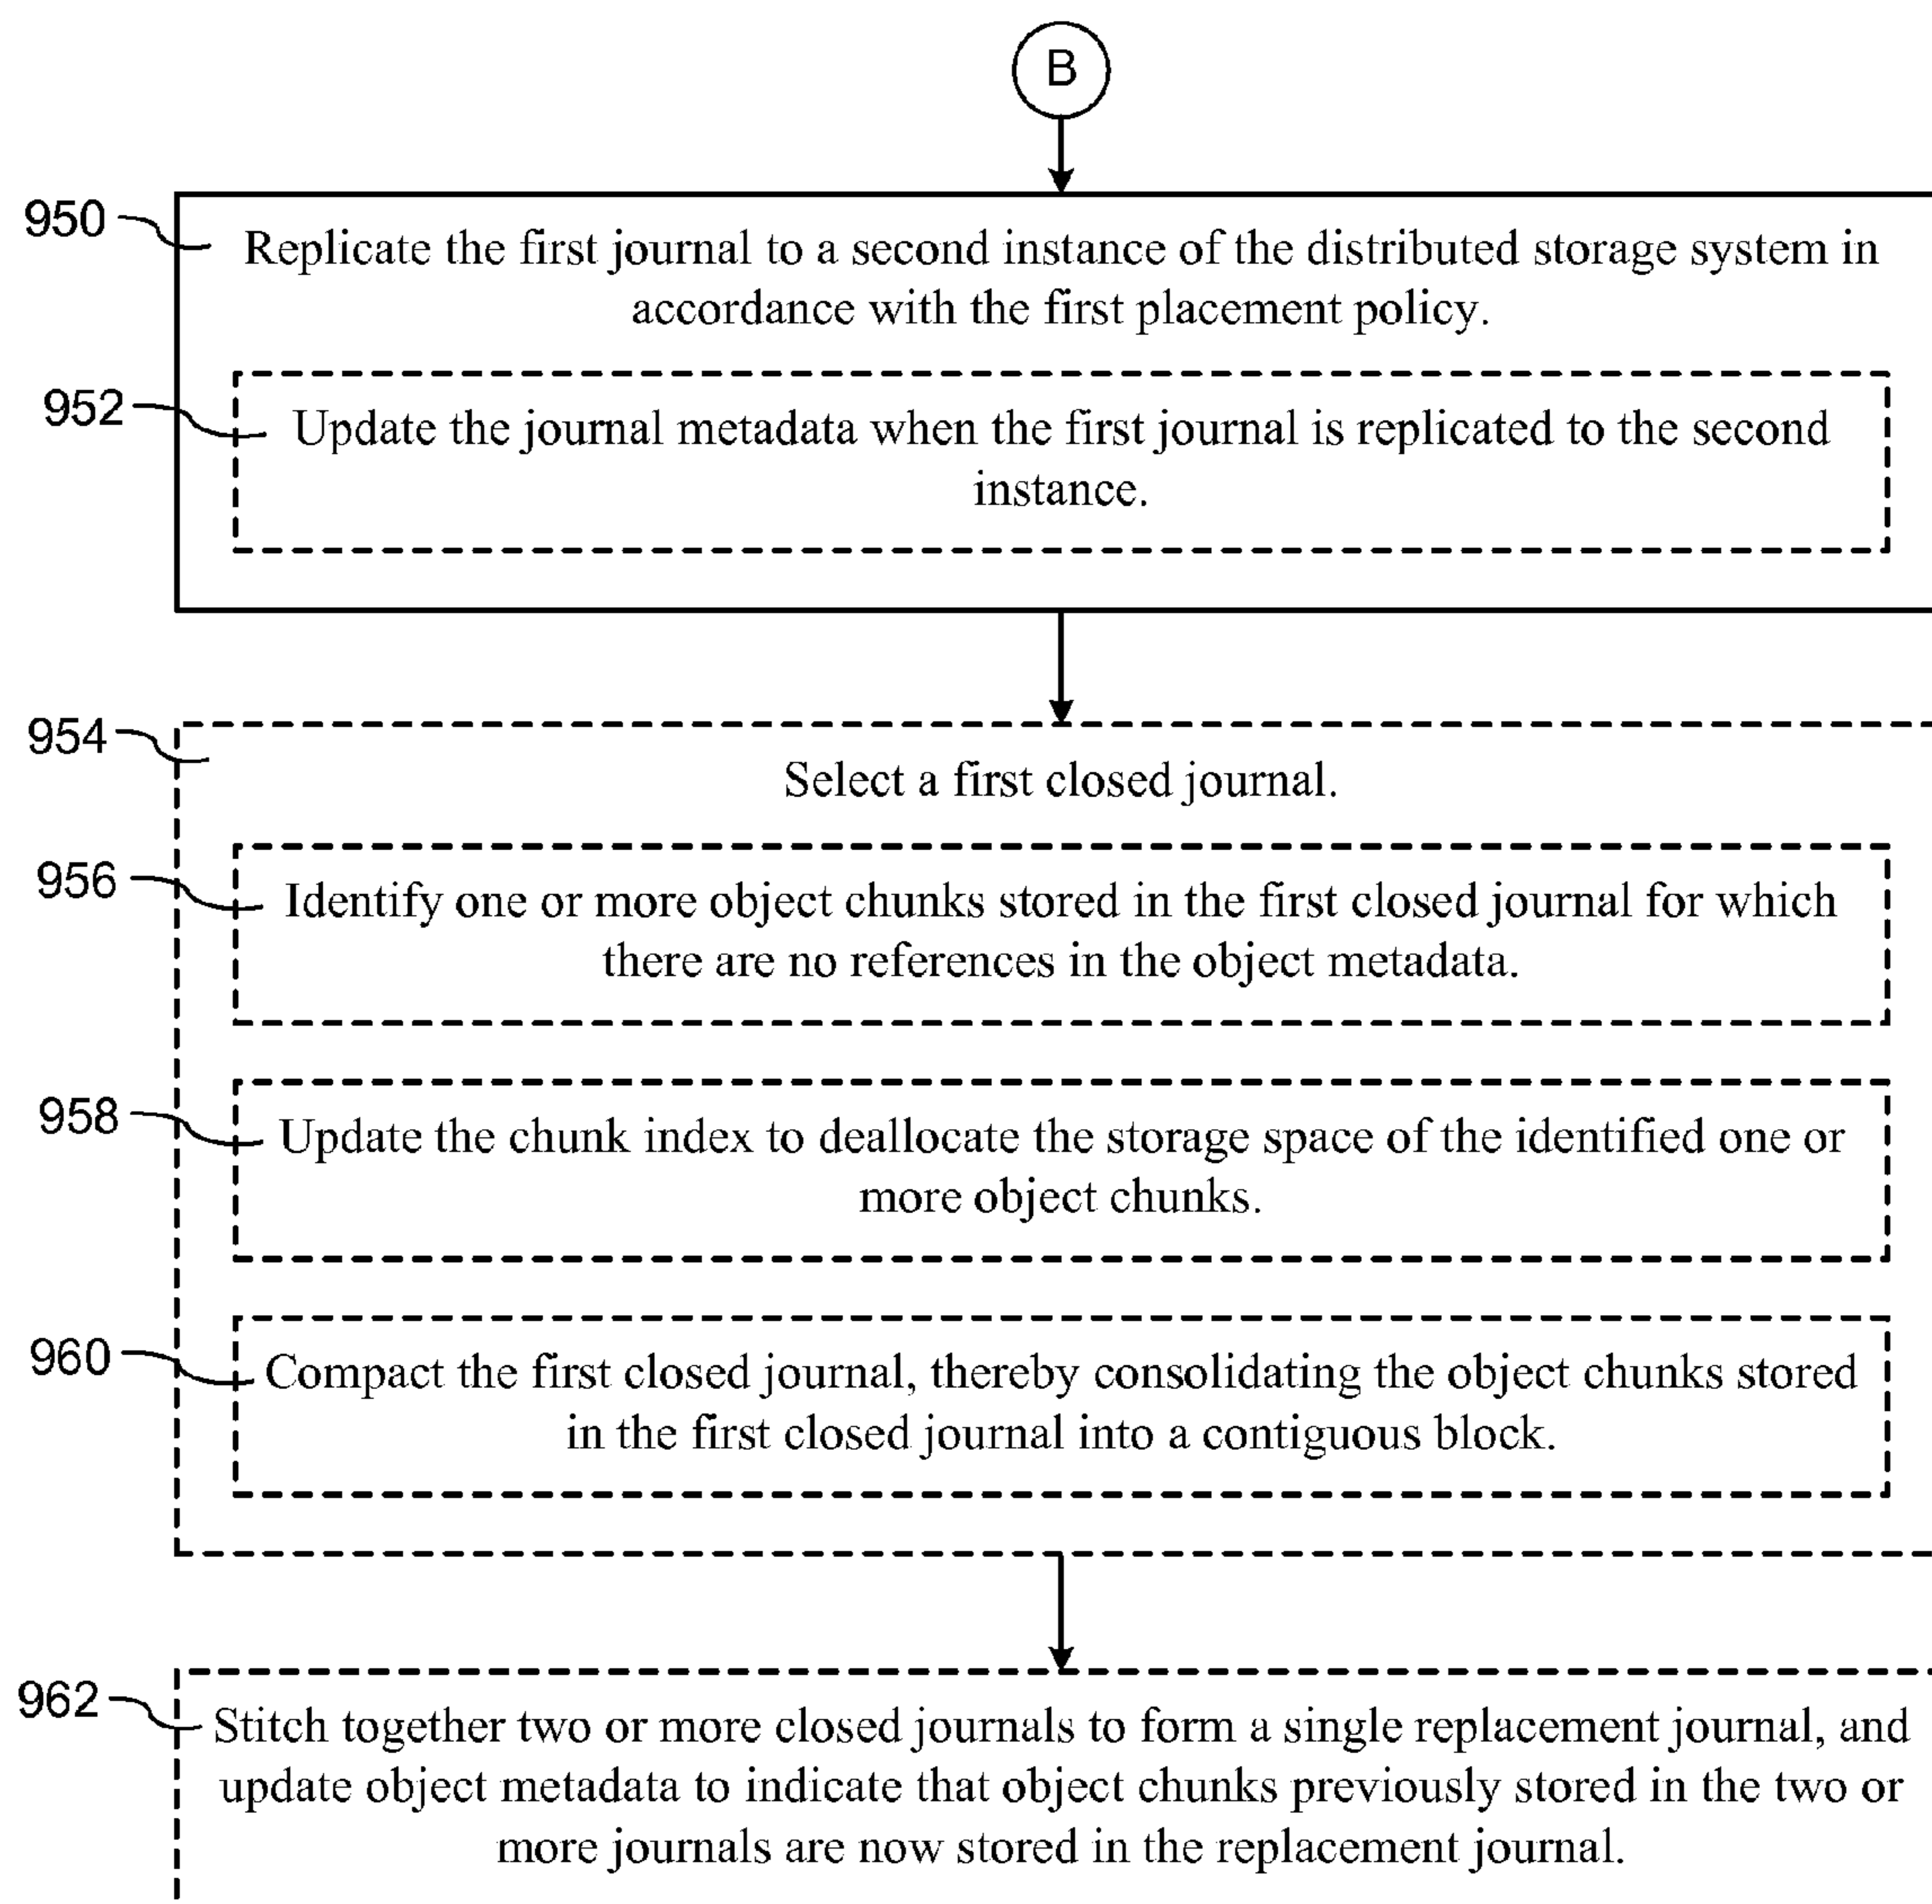 B
950
Replicate the first journal to a second instance of the distributed storage system in
accordance with the first placement policy.
952
Update the journal metadata when the first journal is replicated to the second
instance.
954
Select a first closed journal.
956
Identify one or more object chunks stored in the first closed journal for which
there are no references in the object metadata.
958
Update the chunk index to deallocate the storage space of the identified one or
more object chunks.
960
Compact the first closed journal, thereby consolidating the object chunks stored
in the first closed journal into a contiguous block.
962
Stitch together two or more closed journals to form a single replacement journal, and
update object metadata to indicate that object chunks previously stored in the two or
more journals are now stored in the replacement journal.